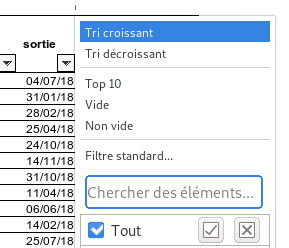 sortie
04/07/18
31/01/18
28/02/18
25/04/18
24/10/18
14/11/18
31/10/18
11/04/18
06/06/18
14/02/18
25/07/18
Tri croissant
Tri décroissant
Top 10
Vide
Non vide
Filtre standard...
Chercher des éléments...
Tout